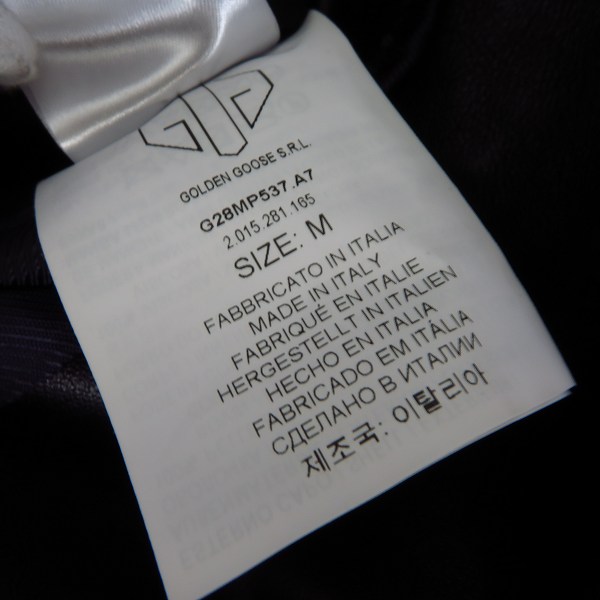 GOLDEN GOOSE S.R.L.
G28MP537.A7
2.015.281.165
SIZE: M
FABBRICATO IN ITALIA
MADE IN ITALY
FABRIQUÉ EN ITALIE
HERGESTELLT IN ITALIEN
HECHO EN ITALIA
FABRICADO EM ITÁLIA
СДЕЛАНО В ИТАЛИИ
제조국: 이탈리아